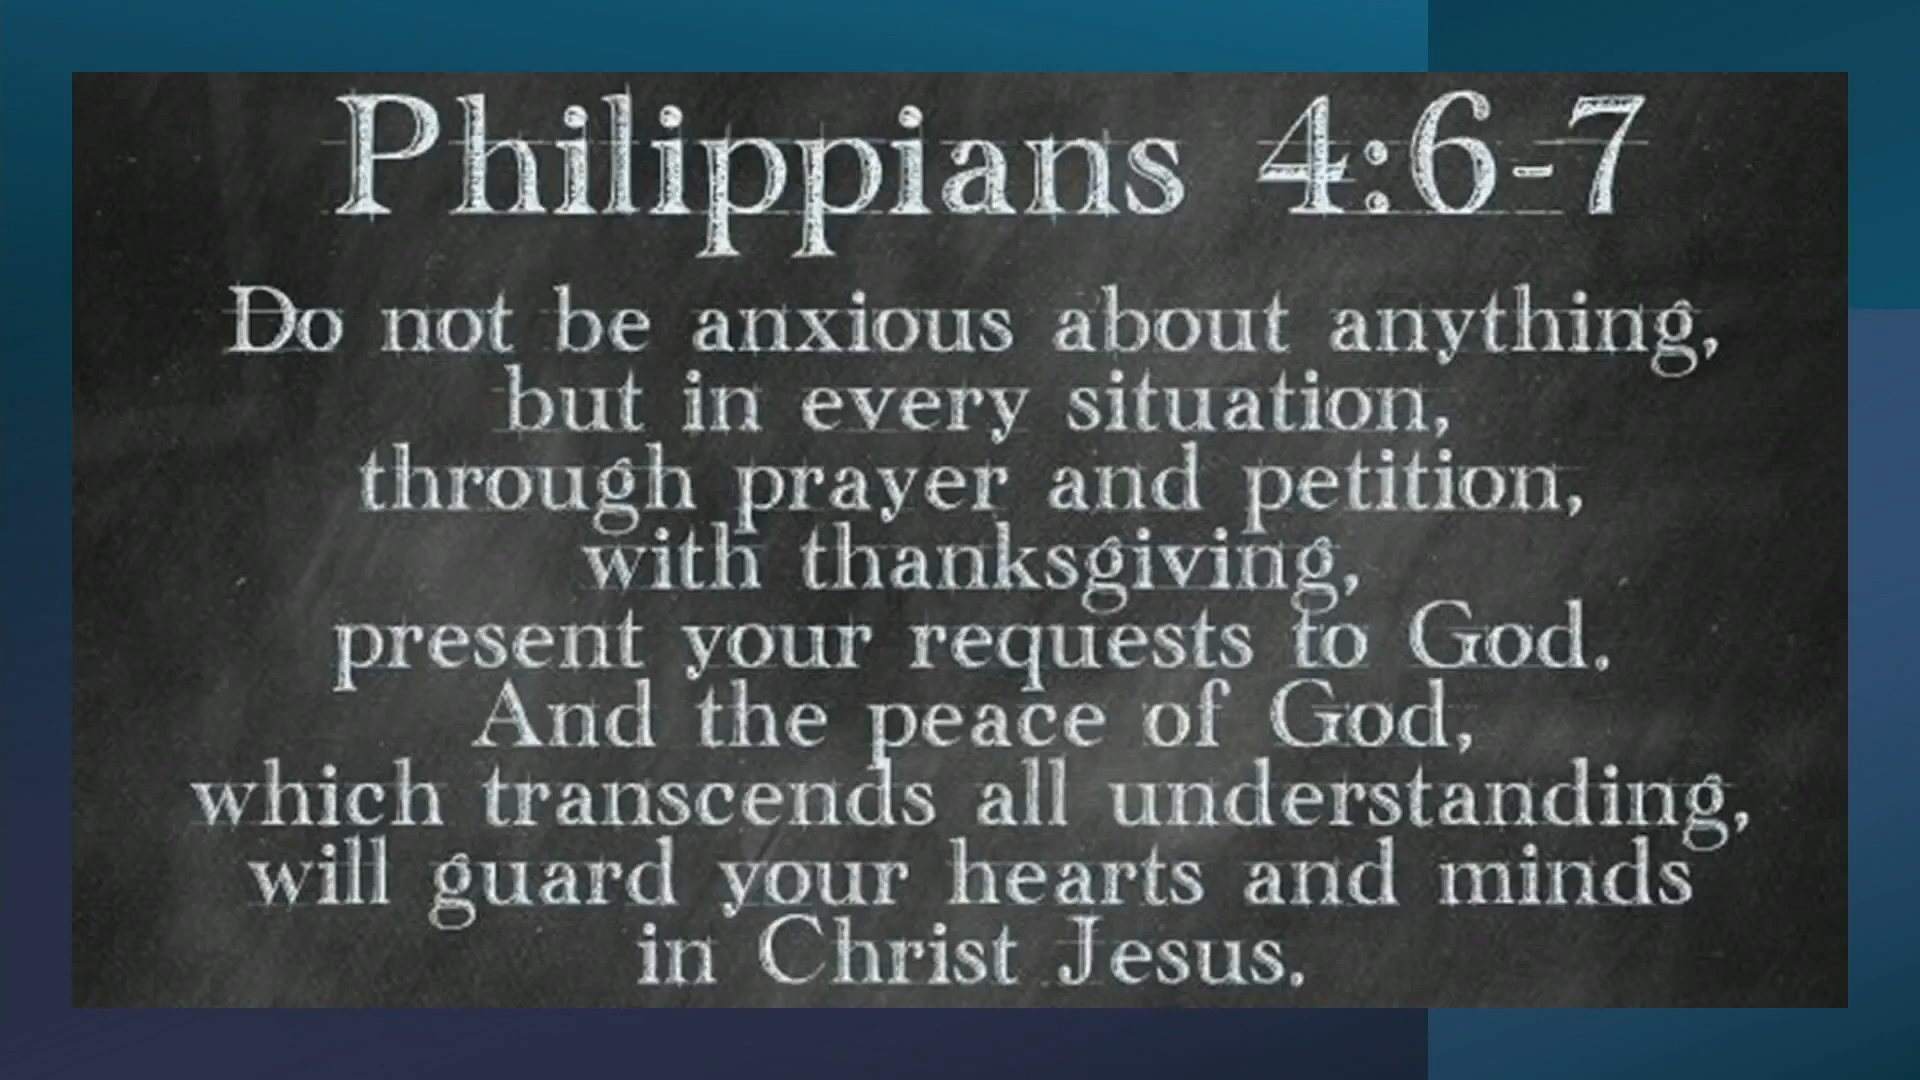 Philippians 4:6-7
Do not be anxious about anything,
but in every situation,
through prayer and petition,
with thanksgiving,
present your requests to God.
And the peace of God,
which transcends all understanding,
will guard your hearts and minds
in Christ Jesus.